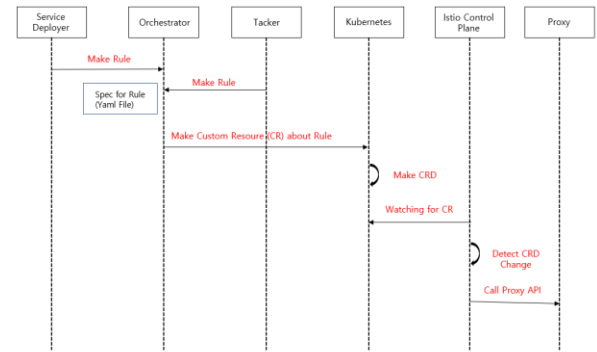 Service
Deployer
Orchestrator
Tacker
Kubernetes
Istio Control
Plane
Proxy
Make Rule
Make Rule
Spec for Rule
(Yaml File)
Make Custom Resoure (CR) about Rule
Make CRD
Watching for CR
Detect CRD
Change
Call Proxy API